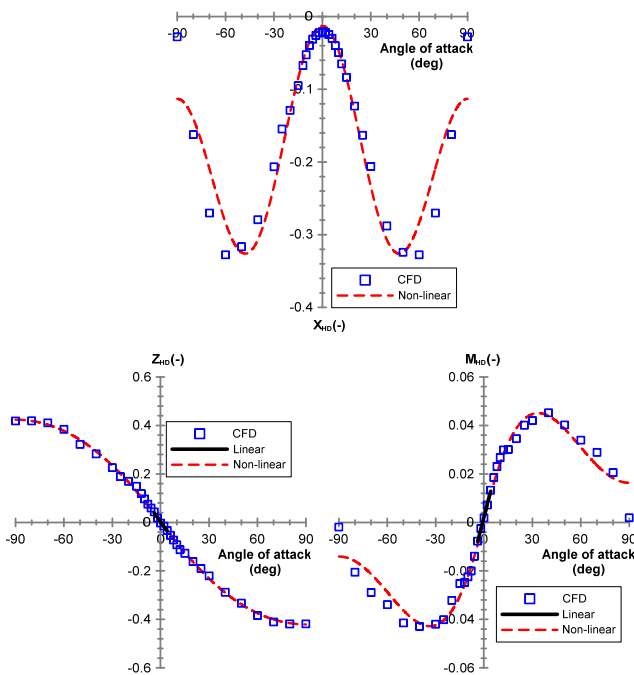 0
-90 -60 -30 0 30 60 90
Angle of attack
(deg)
-0.1
-0.2
-0.3
-0.4
CFD
Non-linear
X_HD(-)
Z_HD(-)
0.6
0.4
0.2
0
-90 -60 -30 0 30 60 90
Angle of attack
(deg)
-0.2
-0.4
-0.6
CFD
Linear
Non-linear
M_HD(-)
0.06
0.04
0.02
0
-90 -60 -30 0 30 60 90
Angle of attack
(deg)
-0.02
-0.04
-0.06
CFD
Linear
Non-linear